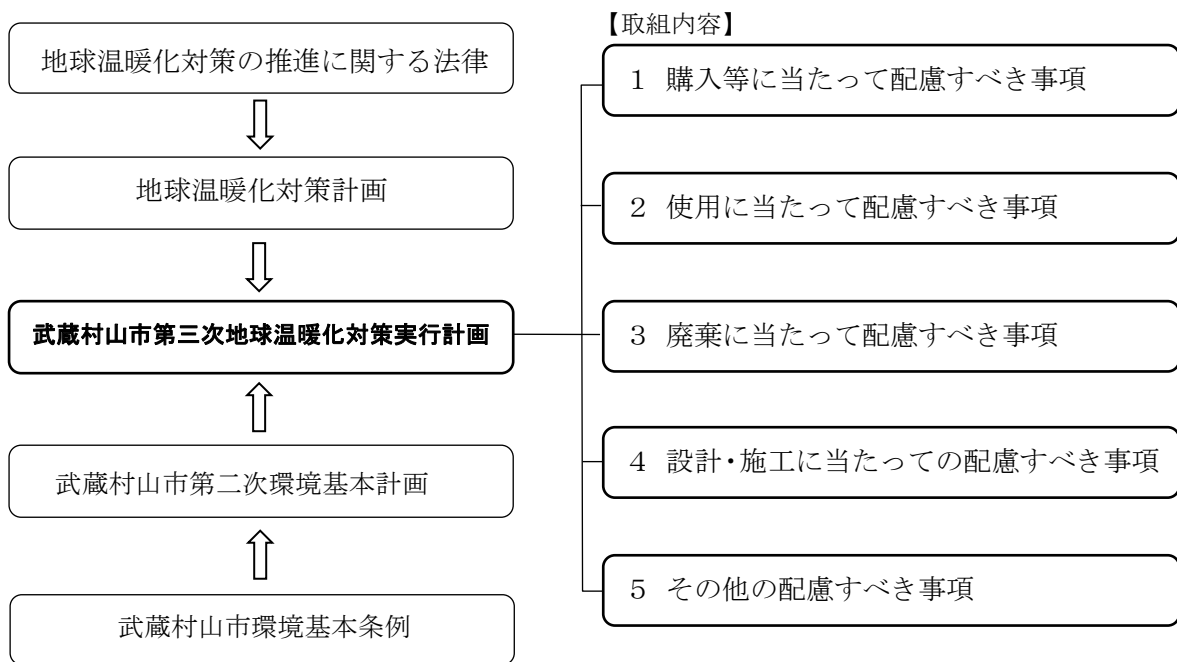 地球温暖化対策の推進に関する法律
地球温暖化対策計画
武蔵村山市第三次地球温暖化対策実行計画
武蔵村山市第二次環境基本計画
武蔵村山市環境基本条例
【取組内容】
1 購入等に当たって配慮すべき事項
2 使用に当たって配慮すべき事項
3 廃棄に当たって配慮すべき事項
4 設計・施工に当たっての配慮すべき事項
5 その他の配慮すべき事項